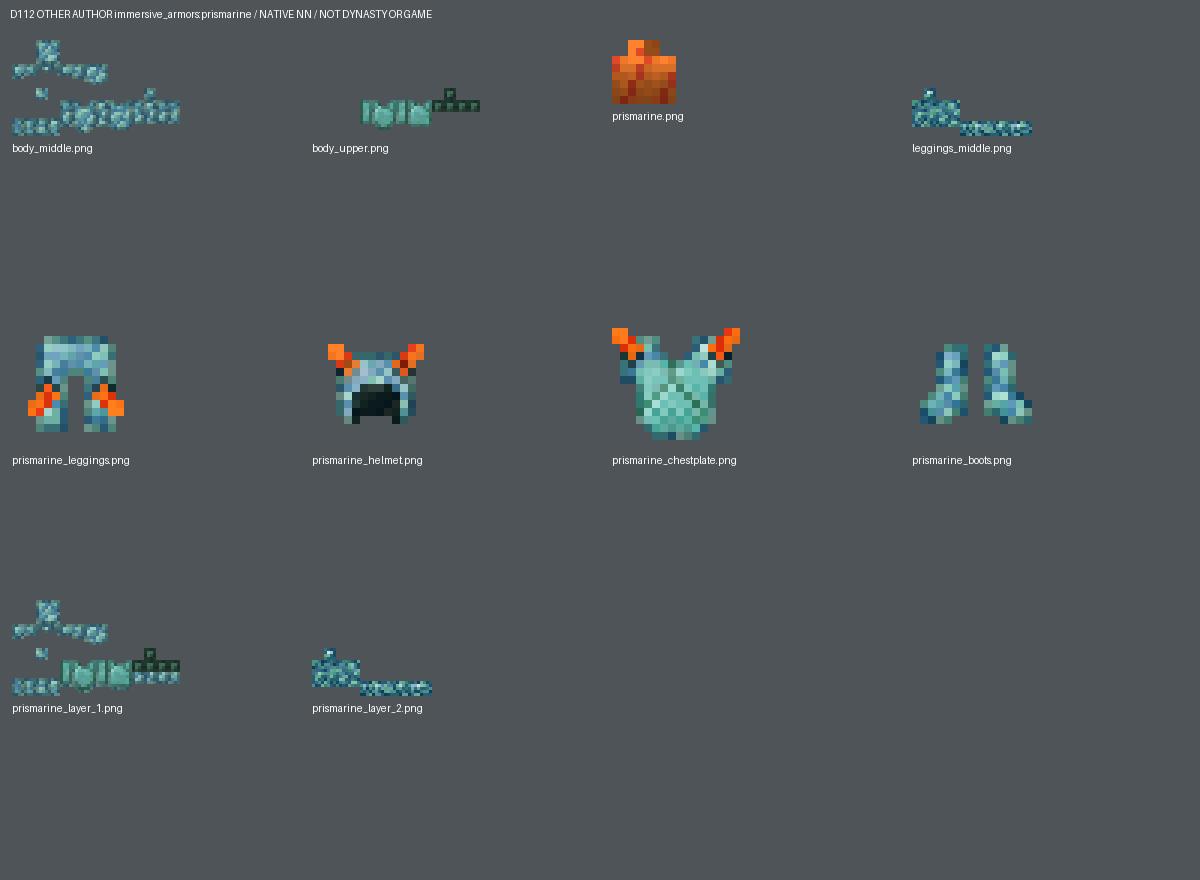 D112 OTHER AUTHOR immersive_armors:prismarine / NATIVE NN / NOT DYNASTY OR GAME
body_middle.png
body_upper.png
prismarine.png
leggings_middle.png
prismarine_leggings.png
prismarine_helmet.png
prismarine_chestplate.png
prismarine_boots.png
prismarine_layer_1.png
prismarine_layer_2.png